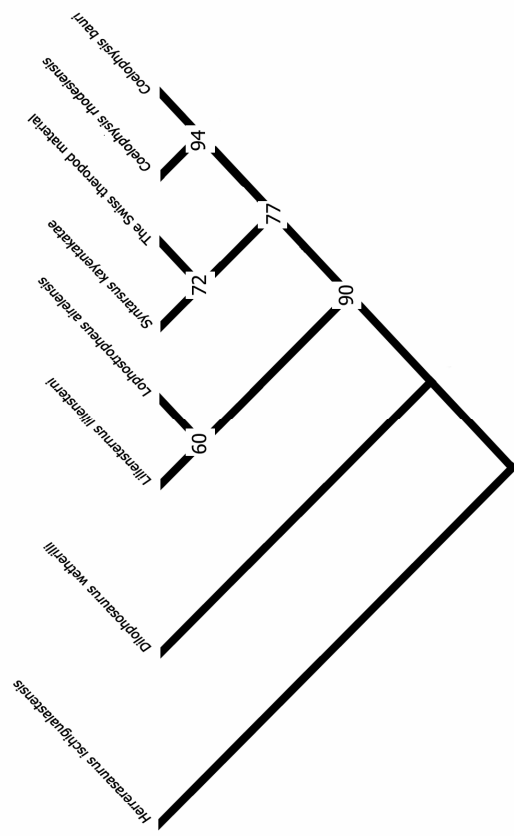 Coelophysis bauri
Coelophysis rhodesiensis
The Swiss theropod material
Syntarsus kayentakatae
Lophostropheus airelensis
Liliensternus liliensterni
Dilophosaurus wetherilli
Herrerasaurus ischigualastensis
94
77
72
90
60